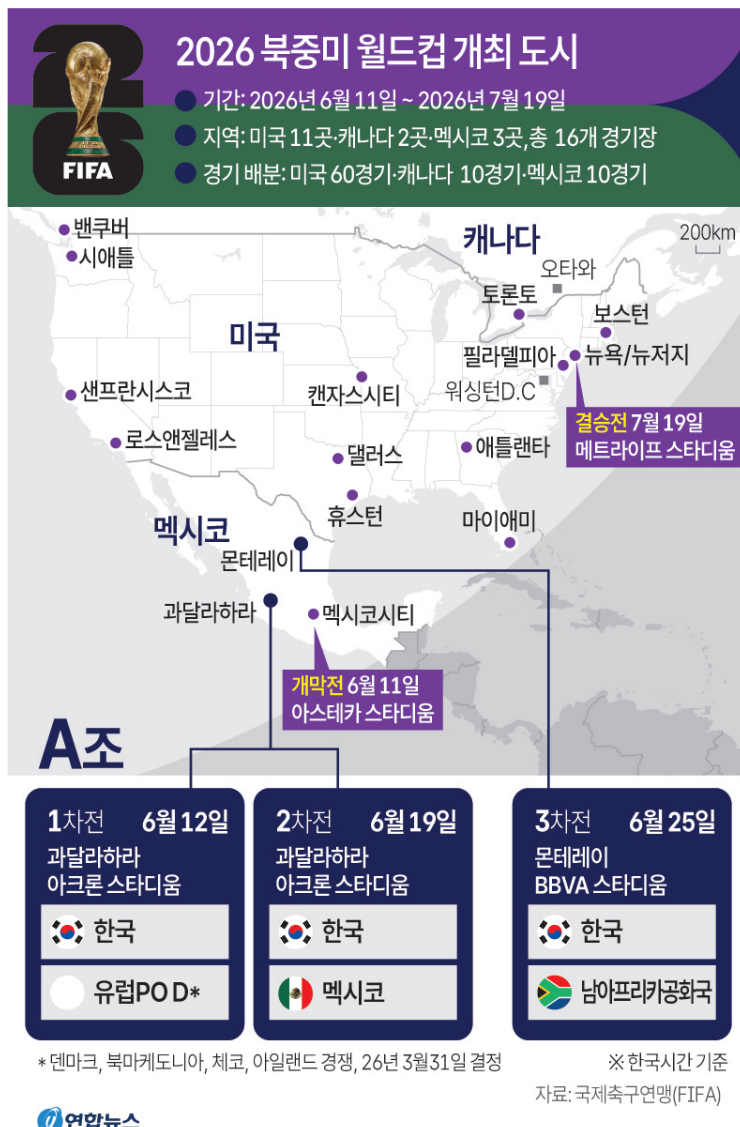 26
FIFA
2026 북중미 월드컵 개최 도시
● 기간: 2026년 6월 11일 ~ 2026년 7월 19일
● 지역: 미국 11곳·캐나다 2곳·멕시코 3곳, 총 16개 경기장
● 경기 배분: 미국 60경기·캐나다 10경기·멕시코 10경기
밴쿠버
시애틀
캐나다
200km
오타와
토론토
보스턴
미국
필라델피아
뉴욕/뉴저지
샌프란시스코
캔자스시티
워싱턴D.C
결승전 7월 19일
메트라이프 스타디움
로스앤젤레스
댈러스
애틀랜타
휴스턴
마이애미
멕시코
몬테레이
과달라하라
멕시코시티
개막전 6월 11일
아스테카 스타디움
A조
1차전 6월 12일
과달라하라
아크론 스타디움
한국
유럽PO D*
2차전 6월 19일
과달라하라
아크론 스타디움
한국
멕시코
3차전 6월 25일
몬테레이
BBVA 스타디움
한국
남아프리카공화국
* 덴마크, 북마케도니아, 체코, 아일랜드 경쟁, 26년 3월31일 결정
※ 한국시간 기준
자료: 국제축구연맹(FIFA)
연합뉴스